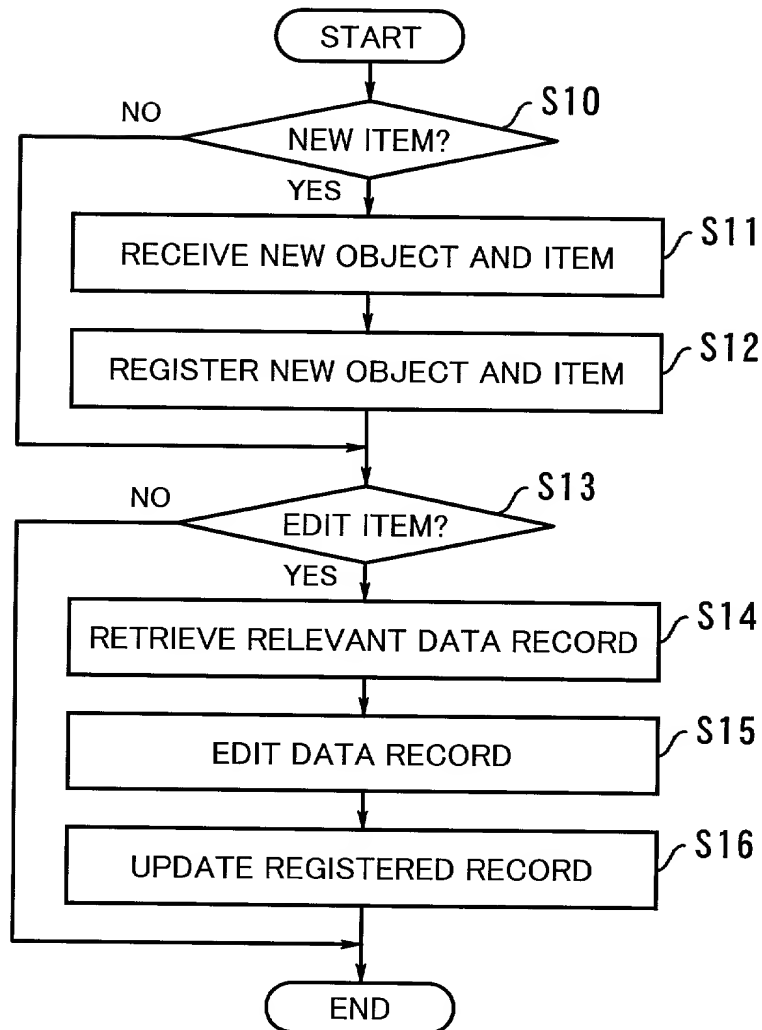 START
S10
NO
NEW ITEM?
YES
S11
RECEIVE NEW OBJECT AND ITEM
S12
REGISTER NEW OBJECT AND ITEM
S13
NO
EDIT ITEM?
YES
S14
RETRIEVE RELEVANT DATA RECORD
S15
EDIT DATA RECORD
S16
UPDATE REGISTERED RECORD
END